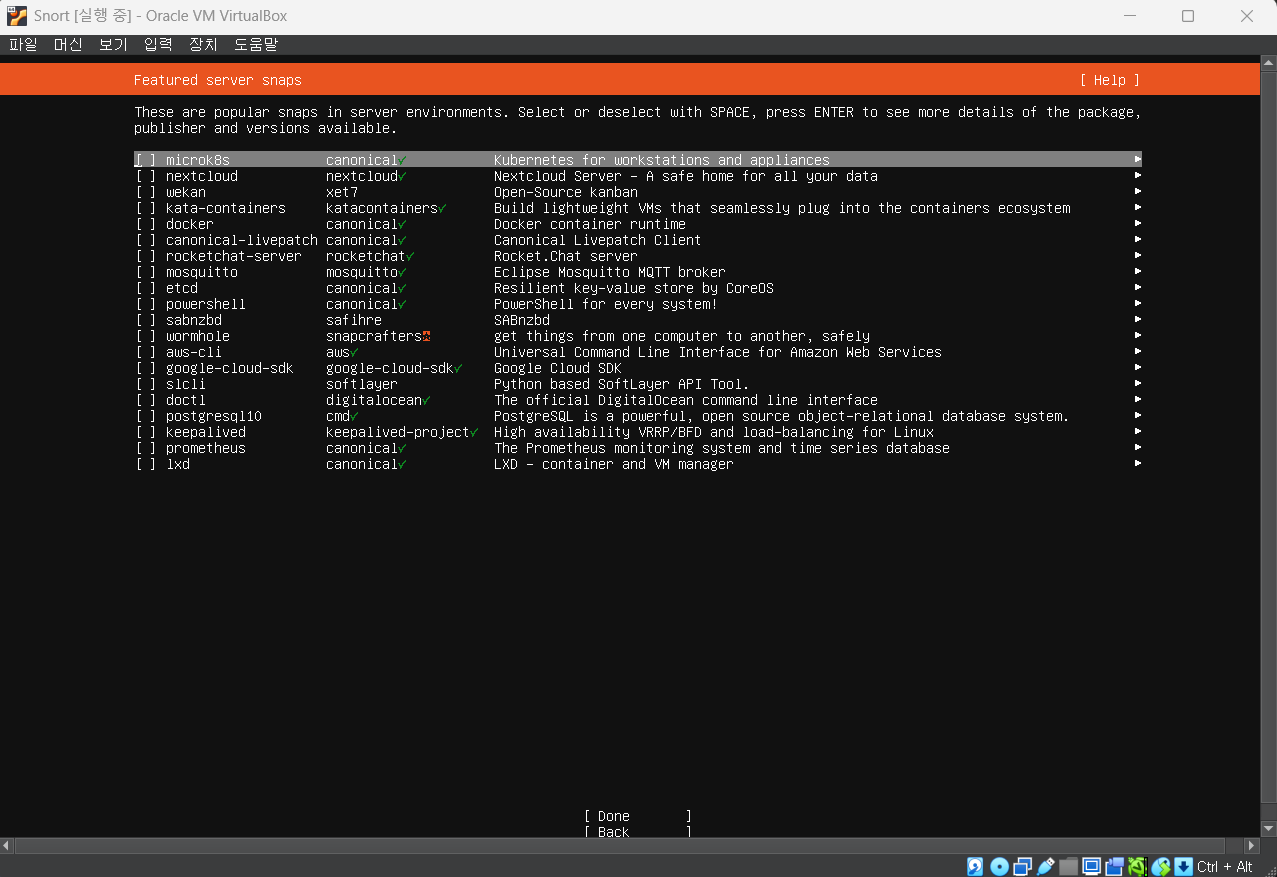 Snort [실행 중] - Oracle VM VirtualBox
파일 머신 보기 입력 장치 도움말
Featured server snaps [ Help ]
These are popular snaps in server environments. Select or deselect with SPACE, press ENTER to see more details of the package,
publisher and versions available.
[ ] microk8s canonical✓ Kubernetes for workstations and appliances ▸
[ ] nextcloud nextcloud✓ Nextcloud Server - A safe home for all your data ▸
[ ] wekan xet7 Open-Source kanban ▸
[ ] kata-containers katacontainers✓ Build lightweight VMs that seamlessly plug into the containers ecosystem ▸
[ ] docker canonical✓ Docker container runtime ▸
[ ] canonical-livepatch canonical✓ Canonical Livepatch Client ▸
[ ] rocketchat-server rocketchat✓ Rocket.Chat server ▸
[ ] mosquitto mosquitto✓ Eclipse Mosquitto MQTT broker ▸
[ ] etcd canonical✓ Resilient key-value store by CoreOS ▸
[ ] powershell canonical✓ PowerShell for every system! ▸
[ ] sabnzbd safihre SABnzbd ▸
[ ] wormhole snapcrafters get things from one computer to another, safely ▸
[ ] aws-cli aws✓ Universal Command Line Interface for Amazon Web Services ▸
[ ] google-cloud-sdk google-cloud-sdk✓ Google Cloud SDK ▸
[ ] slcli softlayer Python based SoftLayer API Tool. ▸
[ ] doctl digitalocean✓ The official DigitalOcean command line interface ▸
[ ] postgresql10 cmd✓ PostgreSQL is a powerful, open source object-relational database system. ▸
[ ] keepalived keepalived-project✓ High availability VRRP/BFD and load-balancing for Linux ▸
[ ] prometheus canonical✓ The Prometheus monitoring system and time series database ▸
[ ] lxd canonical✓ LXD - container and VM manager ▸
[ Done ]
[ Back ]
Ctrl + Alt